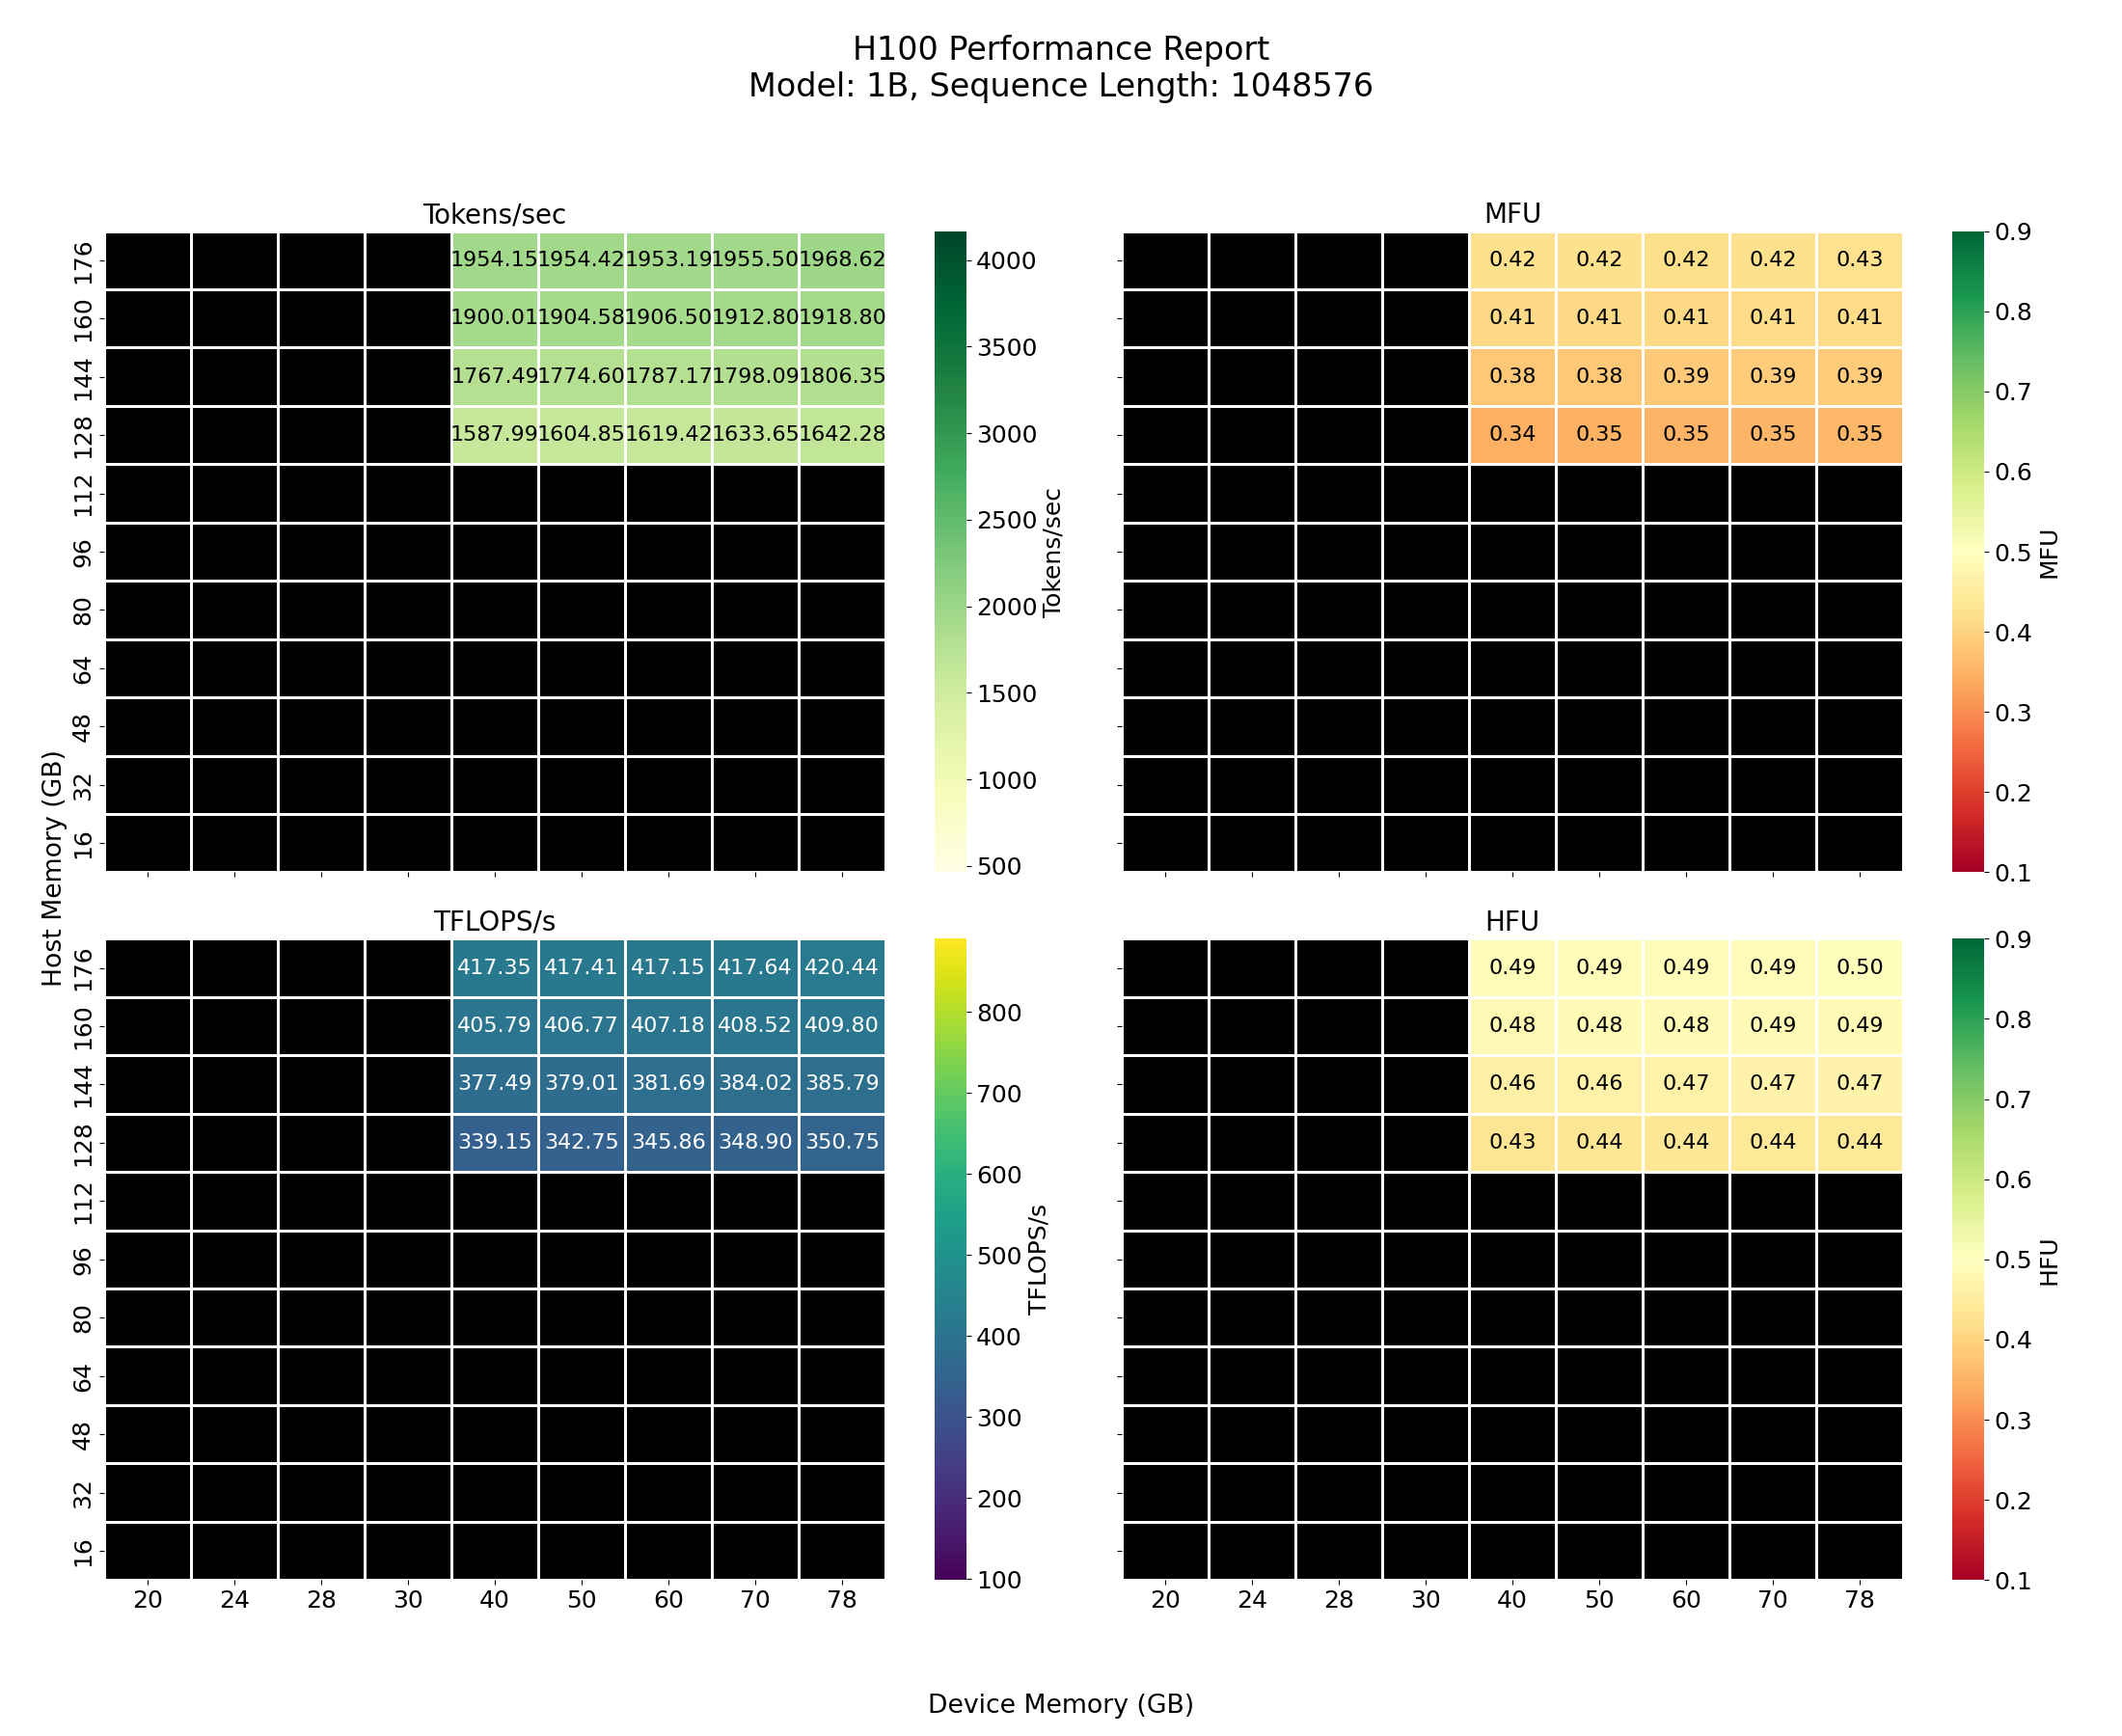 H100 Performance Report
Model: 1B, Sequence Length: 1048576
Tokens/sec
176 1954.15 1954.42 1953.19 1955.50 1968.62
160 1900.01 1904.58 1906.50 1912.80 1918.80
144 1767.49 1774.60 1787.17 1798.09 1806.35
128 1587.99 1604.85 1619.42 1633.65 1642.28
112
96
80
64
48
32
16
4000
3500
3000
2500
2000
1500
1000
500
Tokens/sec
MFU
0.42 0.42 0.42 0.42 0.43
0.41 0.41 0.41 0.41 0.41
0.38 0.38 0.39 0.39 0.39
0.34 0.35 0.35 0.35 0.35
0.9
0.8
0.7
0.6
0.5
0.4
0.3
0.2
0.1
MFU
Host Memory (GB)
TFLOPS/s
176 417.35 417.41 417.15 417.64 420.44
160 405.79 406.77 407.18 408.52 409.80
144 377.49 379.01 381.69 384.02 385.79
128 339.15 342.75 345.86 348.90 350.75
112
96
80
64
48
32
16
20 24 28 30 40 50 60 70 78
800
700
600
500
400
300
200
100
TFLOPS/s
HFU
0.49 0.49 0.49 0.49 0.50
0.48 0.48 0.48 0.49 0.49
0.46 0.46 0.47 0.47 0.47
0.43 0.44 0.44 0.44 0.44
20 24 28 30 40 50 60 70 78
0.9
0.8
0.7
0.6
0.5
0.4
0.3
0.2
0.1
HFU
Device Memory (GB)